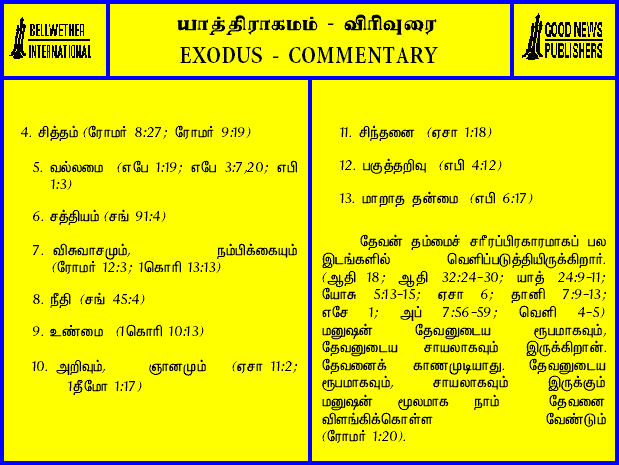 BELLWETHER
INTERNATIONAL
யாத்திராகமம் - விரிவுரை
EXODUS - COMMENTARY
GOOD NEWS
PUBLISHERS
4. சித்தம் (ரோமர் 8:27; ரோமர் 9:19)
5. வல்லமை (எபே 1:19; எபே 3:7,20; எபி
1:3)
6. சத்தியம் (சங் 91:4)
7. விசுவாசமும், நம்பிக்கையும்
(ரோமர் 12:3; 1கொரி 13:13)
8. நீதி (சங் 45:4)
9. உண்மை (1கொரி 10:13)
10. அறிவும், ஞானமும் (ஏசா 11:2;
1தீமோ 1:17)
11. சிந்தனை (ஏசா 1:18)
12. பகுத்தறிவு (எபி 4:12)
13. மாறாத தன்மை (எபி 6:17)
தேவன் தம்மைச் சரீரப்பிரகாரமாகப் பல
இடங்களில் வெளிப்படுத்தியிருக்கிறார்.
(ஆதி 18; ஆதி 32:24-30; யாத் 24:9-11;
யோசு 5:13-15; ஏசா 6; தானி 7:9-13;
எசே 1; அப் 7:56-59; வெளி 4-5)
மனுஷன் தேவனுடைய ரூபமாகவும்,
தேவனுடைய சாயலாகவும் இருக்கிறான்.
தேவனைக் காணமுடியாது. தேவனுடைய
ரூபமாகவும், சாயலாகவும் இருக்கும்
மனுஷன் மூலமாக நாம் தேவனை
விளங்கிக்கொள்ள வேண்டும்
(ரோமர் 1:20).